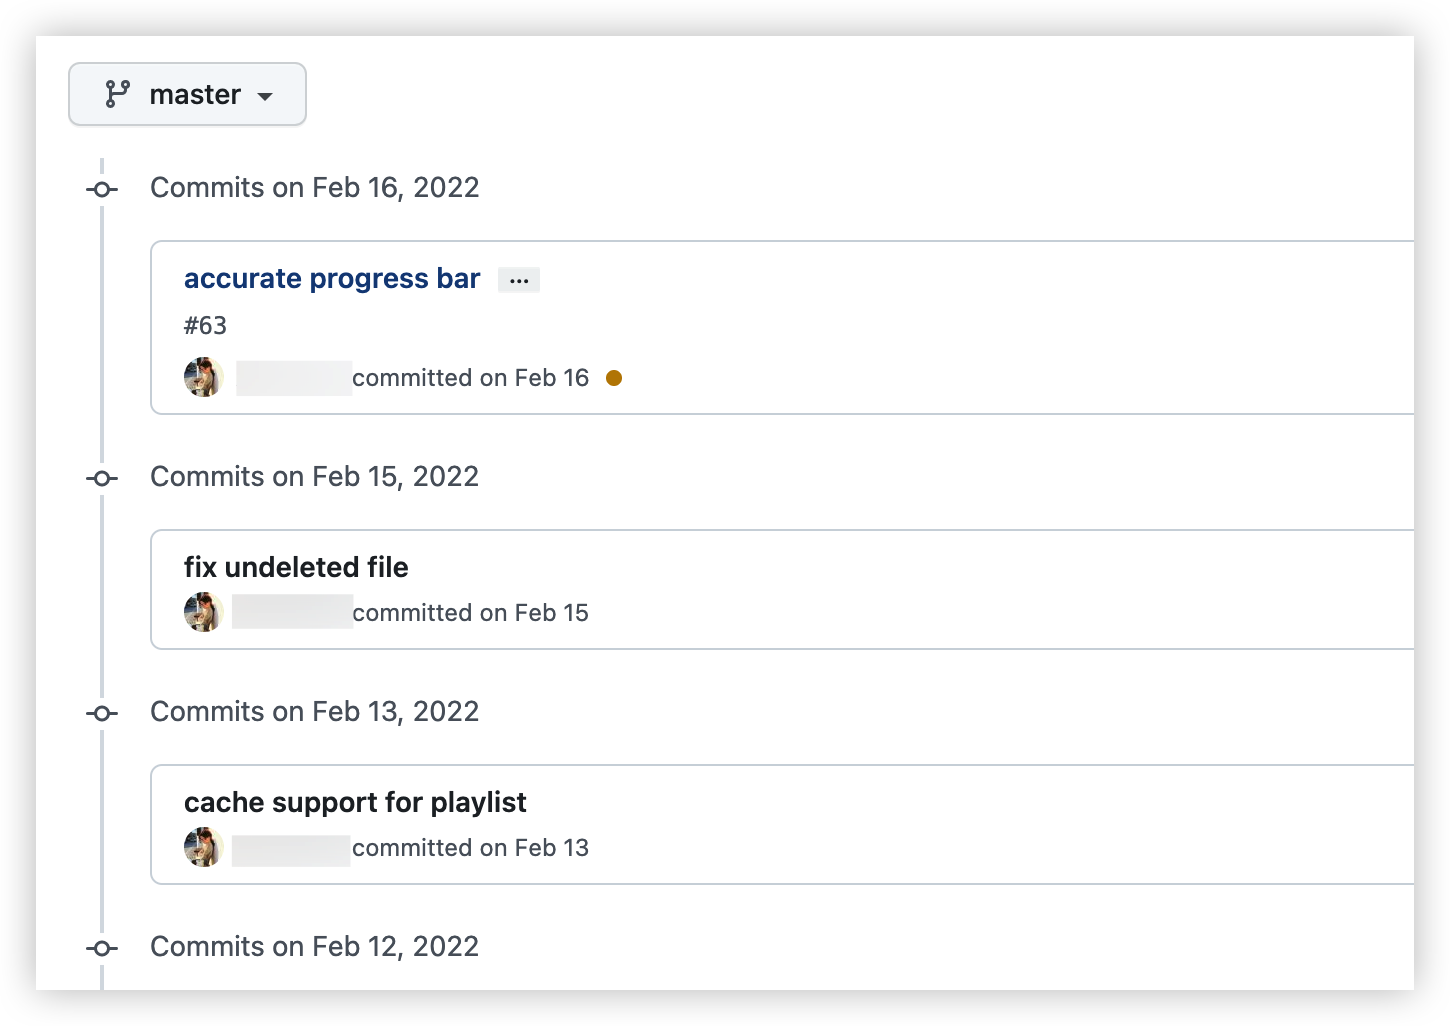 master
Commits on Feb 16, 2022
accurate progress bar ...
#63
committed on Feb 16
Commits on Feb 15, 2022
fix undeleted file
committed on Feb 15
Commits on Feb 13, 2022
cache support for playlist
committed on Feb 13
Commits on Feb 12, 2022